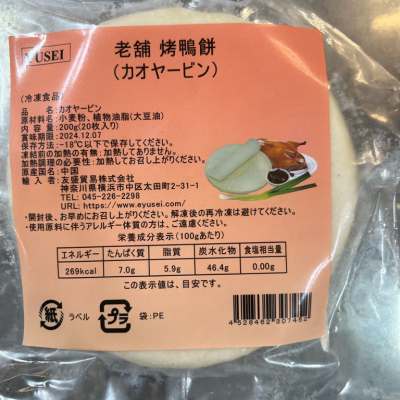 YUSEI
老舗 烤鴨餅
(カオヤービン)
(冷凍食品)
品 名:カオヤービン
原材料名:小麦粉、植物油脂(大豆油)
内 容 量:200g(20枚入り)
賞味期限:2024.12.07
保存方法:-18℃以下で保存してください。
凍結前の加熱の有無:加熱してありません。
加熱調理の必要性:加熱してお召し上がりください。
原産国名:中国
輸 入 者:友盛貿易株式会社
神奈川県横浜市中区太田町2-31-1
TEL:045-226-2298
URL:https://www.eyusei.com/
・開封後、お早めにお召し上がりください。解凍後の再冷凍は避けてください。
・使用原料に伴うアレルギー体質の方は、ご遠慮ください。
栄養成分表示(100gあたり)
エネルギー たんぱく質 脂質 炭水化物 食塩相当量
269kcal 7.0g 5.9g 46.4g 0.00g
この表示値は、目安です。
紙 ラベル プラ 袋:PE
4 528462 307452